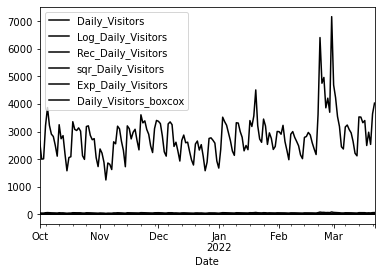 7000
6000
5000
4000
3000
2000
1000
0
Daily_Visitors
Log_Daily_Visitors
Rec_Daily_Visitors
sqr_Daily_Visitors
Exp_Daily_Visitors
Daily_Visitors_boxcox
Oct Nov Dec Jan Feb Mar
2022
Date